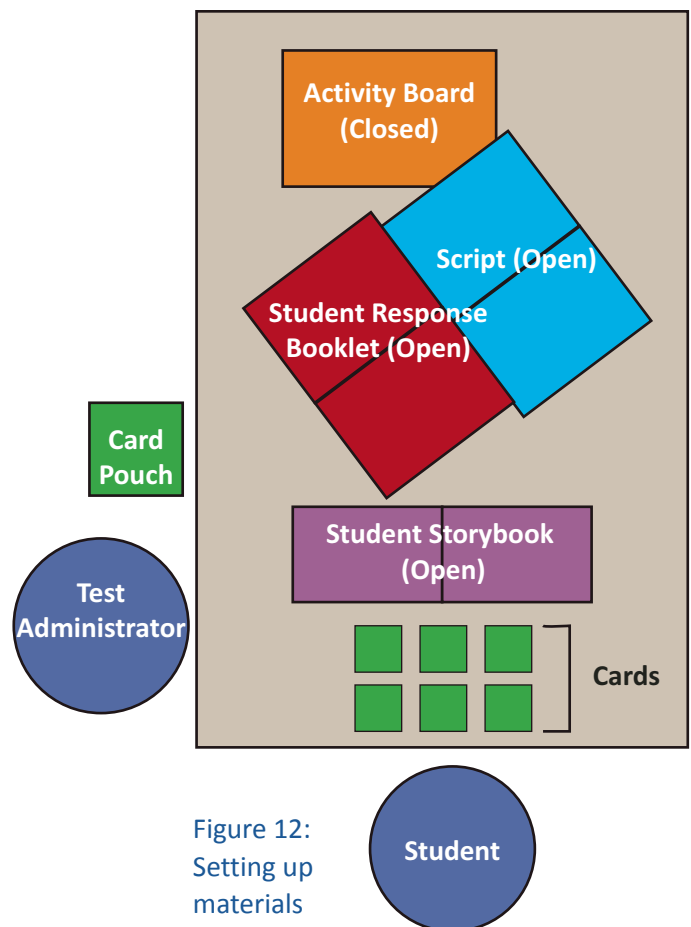 Activity Board
(Closed)
Script (Open)
Student Response
Booklet (Open)
Card
Pouch
Student Storybook
(Open)
Test
Administrator
Cards
Student
Figure 12:
Setting up
materials